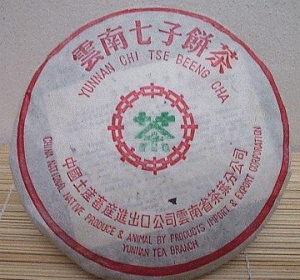 雲南七子餅茶
YUNNAN CHI TSE BEENG CHA
茶
中國土產畜產進出口公司雲南省茶葉分公司
CHINA NATIONAL NATIVE PRODUCE & ANIMAL BY PRODUCTS IMPORT & EXPORT CORPORATION
YUNNAN TEA BRANCH